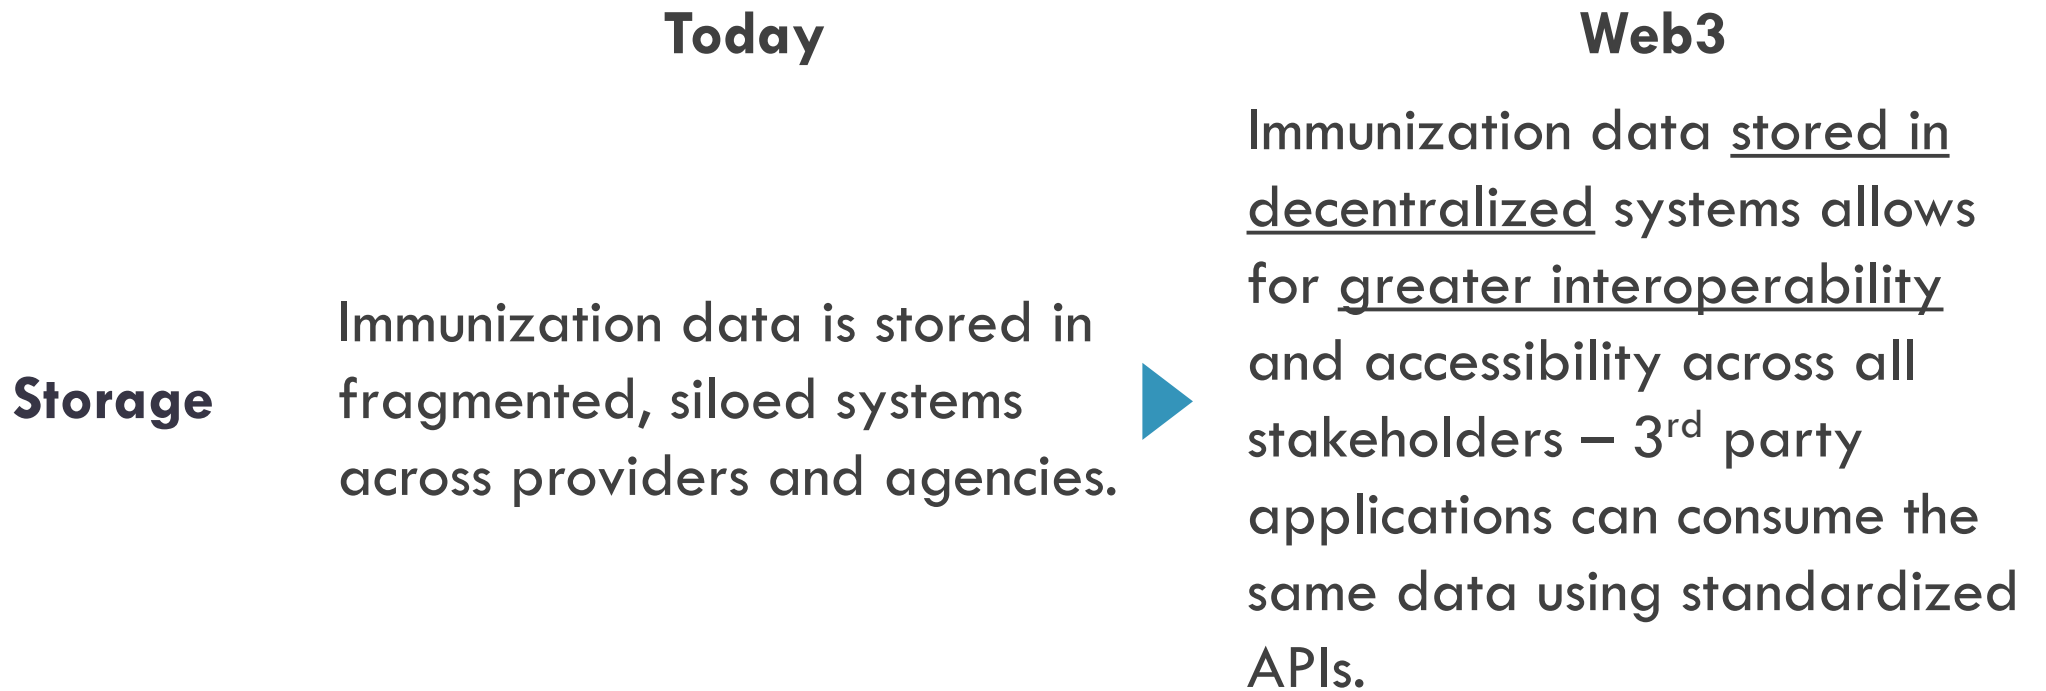 Today
Web3
Storage
Immunization data is stored in
fragmented, siloed systems
across providers and agencies.
Immunization data stored in
decentralized systems allows
for greater interoperability
and accessibility across all
stakeholders – 3rd party
applications can consume the
same data using standardized
APIs.